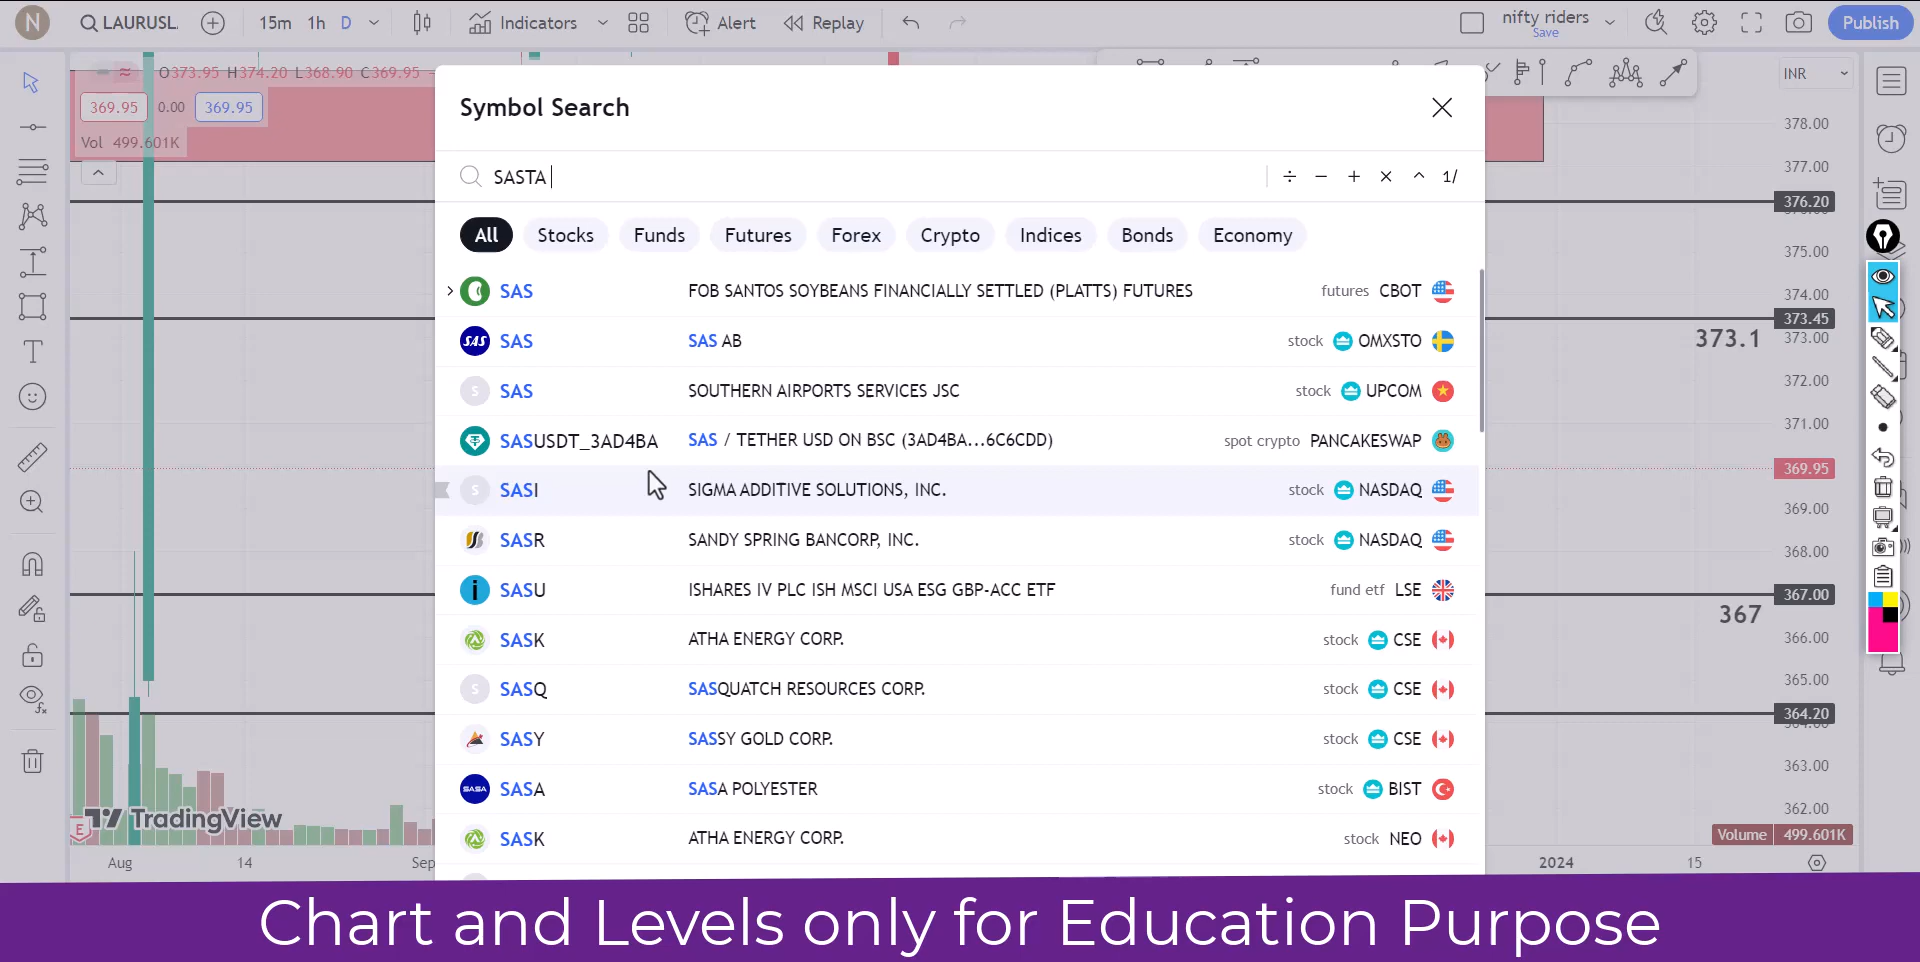 N LAURUSL. 15m 1h D Indicators Alert Replay nifty riders Save Publish
O373.95 H374.20 L368.90 C369.95
369.95 0.00 369.95
Vol 499.601K
INR
Symbol Search
SASTA
÷ − + × ^ 1/
All Stocks Funds Futures Forex Crypto Indices Bonds Economy
SAS FOB SANTOS SOYBEANS FINANCIALLY SETTLED (PLATTS) FUTURES futures CBOT
SAS SAS SAS AB stock OMXSTO
S SAS SOUTHERN AIRPORTS SERVICES JSC stock UPCOM
SASUSDT_3AD4BA SAS / TETHER USD ON BSC (3AD4BA...6C6CDD) spot crypto PANCAKESWAP
S SASI SIGMA ADDITIVE SOLUTIONS, INC. stock NASDAQ
SASR SANDY SPRING BANCORP, INC. stock NASDAQ
i SASU ISHARES IV PLC ISH MSCI USA ESG GBP-ACC ETF fund etf LSE
SASK ATHA ENERGY CORP. stock CSE
S SASQ SASQUATCH RESOURCES CORP. stock CSE
SASY SASSY GOLD CORP. stock CSE
SASA SASA SASA POLYESTER stock BIST
SASK ATHA ENERGY CORP. stock NEO
378.00
377.00
376.20
375.00
374.00
373.45
373.1
373.00
372.00
371.00
369.95
369.00
368.00
367.00
367
366.00
365.00
364.20
363.00
362.00
Volume 499.601K
E TradingView
Aug 14 Sep 2024 15
Chart and Levels only for Education Purpose